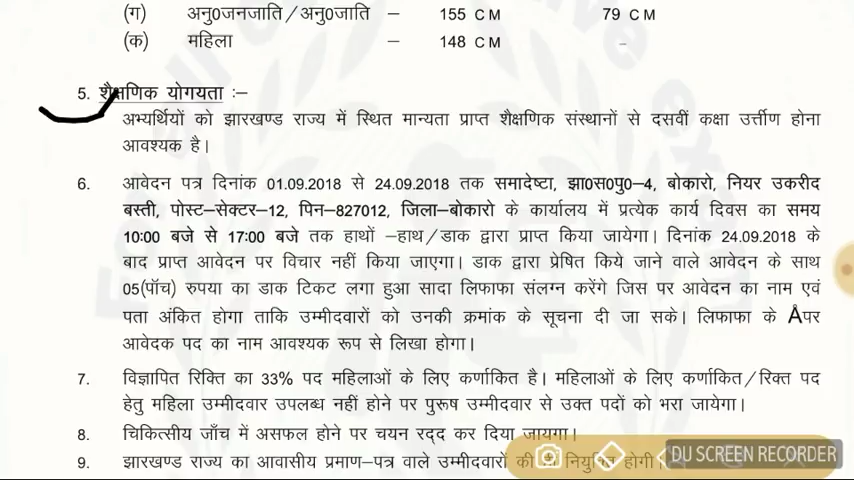 (ग) अनु0जनजाति/अनु0जाति – 155 CM 79 CM
(क) महिला – 148 CM –
5. शैक्षणिक योगयता :–
अभ्यर्थियों को झारखण्ड राज्य में स्थित मान्यता प्राप्त शैक्षणिक संस्थानों से दसवीं कक्षा उर्त्तीण होना
आवश्यक है।
6. आवेदन पत्र दिनांक 01.09.2018 से 24.09.2018 तक समादेष्टा, झा0स0पु0–4, बोकारो, नियर उकरीद
बस्ती, पोस्ट–सेक्टर–12, पिन–827012, जिला–बोकारो के कार्यालय में प्रत्येक कार्य दिवस का समय
10:00 बजे से 17:00 बजे तक हाथों –हाथ/डाक द्वारा प्राप्त किया जायेगा। दिनांक 24.09.2018 के
बाद प्राप्त आवेदन पर विचार नहीं किया जाएगा। डाक द्वारा प्रेषित किये जाने वाले आवेदन के साथ
05(पॉच) रुपया का डाक टिकट लगा हुआ सादा लिफाफा संलग्न करेंगे जिस पर आवेदन का नाम एवं
पता अंकित होगा ताकि उम्मीदवारों को उनकी क्रमांक के सूचना दी जा सके। लिफाफा के Åपर
आवेदक पद का नाम आवश्यक रूप से लिखा होगा।
7. विज्ञापित रिक्ति का 33% पद महिलाओं के लिए कर्णाकित है। महिलाओं के लिए कर्णाकित/रिक्त पद
हेतु महिला उम्मीदवार उपलब्ध नहीं होने पर पुरूष उम्मीदवार से उक्त पदों को भरा जायेगा।
8. चिकित्सीय जाँच में असफल होने पर चयन रद्द कर दिया जायगा।
9. झारखण्ड राज्य का आवासीय प्रमाण–पत्र वाले उम्मीदवारों की नियुक्ति होगी।
DU SCREEN RECORDER